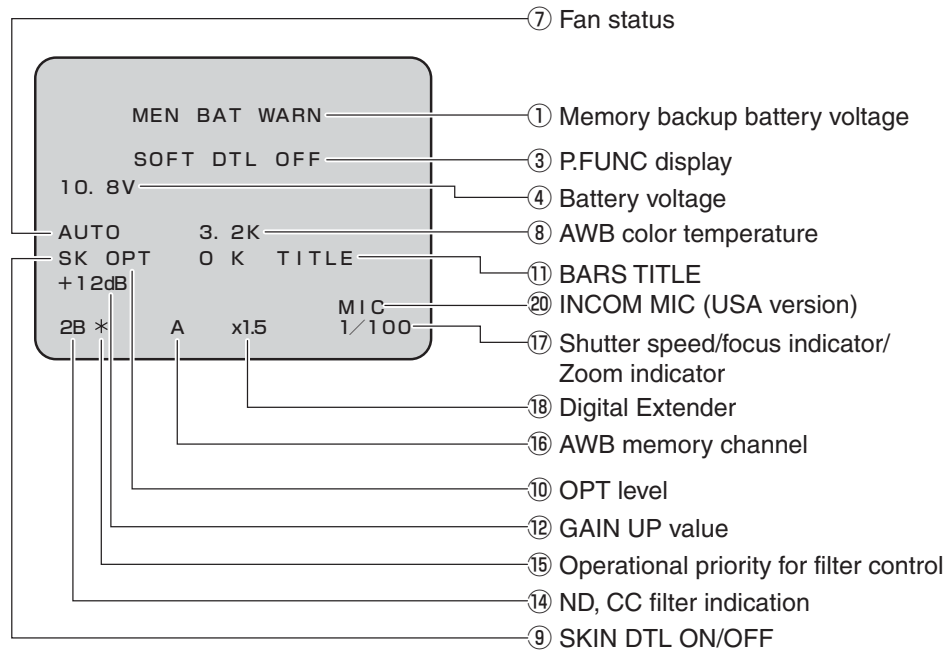 ⑦ Fan status
MEN BAT WARN
① Memory backup battery voltage
SOFT DTL OFF
③ P.FUNC display
10. 8V
④ Battery voltage
AUTO 3. 2K
⑧ AWB color temperature
SK OPT O K TITLE
⑪ BARS TITLE
+12dB
MIC
⑳ INCOM MIC (USA version)
2B * A x1.5 1/100
⑰ Shutter speed/focus indicator/
Zoom indicator
⑱ Digital Extender
⑯ AWB memory channel
⑩ OPT level
⑫ GAIN UP value
⑮ Operational priority for filter control
⑭ ND, CC filter indication
⑨ SKIN DTL ON/OFF